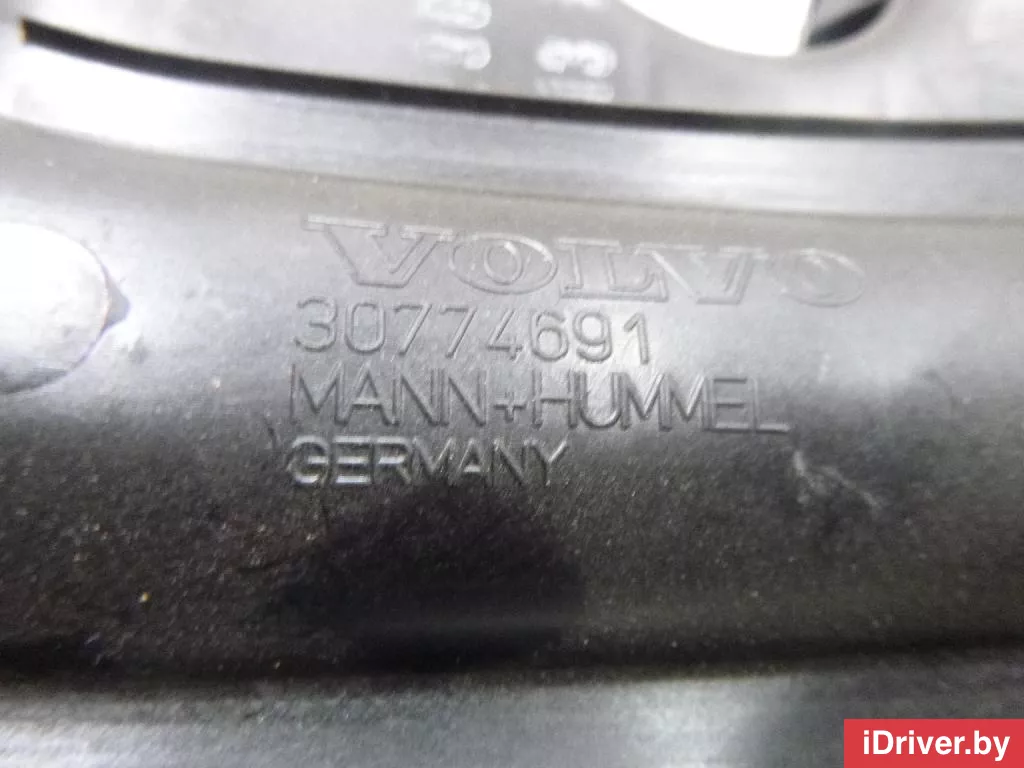 VOLVO
30774691
MANN+HUMMEL
GERMANY
iDriver.by